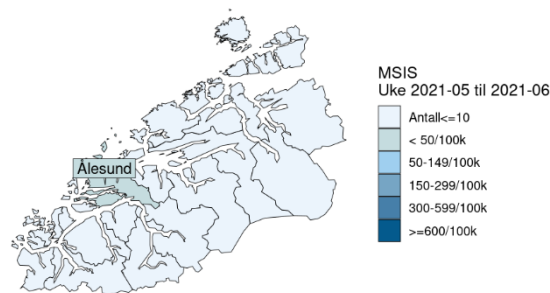 MSIS
Uke 2021-05 til 2021-06
Antall<=10
< 50/100k
50-149/100k
150-299/100k
300-599/100k
>=600/100k
Ålesund